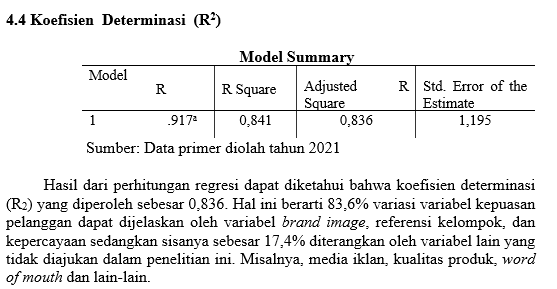 4.4 Koefisien Determinasi (R²)
Model Summary
Model R R Square Adjusted R Square Std. Error of the Estimate
1 .917ᵃ 0,841 0,836 1,195
Sumber: Data primer diolah tahun 2021
Hasil dari perhitungan regresi dapat diketahui bahwa koefisien determinasi
(R₂) yang diperoleh sebesar 0,836. Hal ini berarti 83,6% variasi variabel kepuasan
pelanggan dapat dijelaskan oleh variabel brand image, referensi kelompok, dan
kepercayaan sedangkan sisanya sebesar 17,4% diterangkan oleh variabel lain yang
tidak diajukan dalam penelitian ini. Misalnya, media iklan, kualitas produk, word
of mouth dan lain-lain.